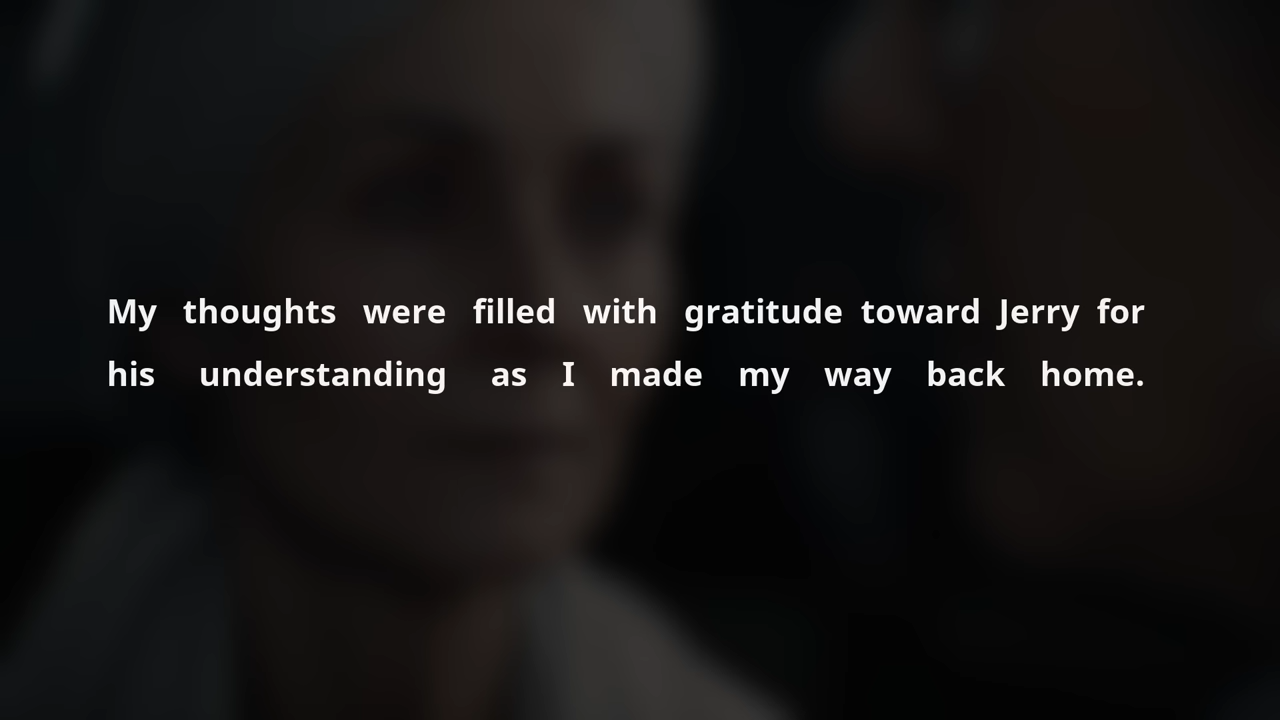 My thoughts were filled with gratitude toward Jerry for
his understanding as I made my way back home.